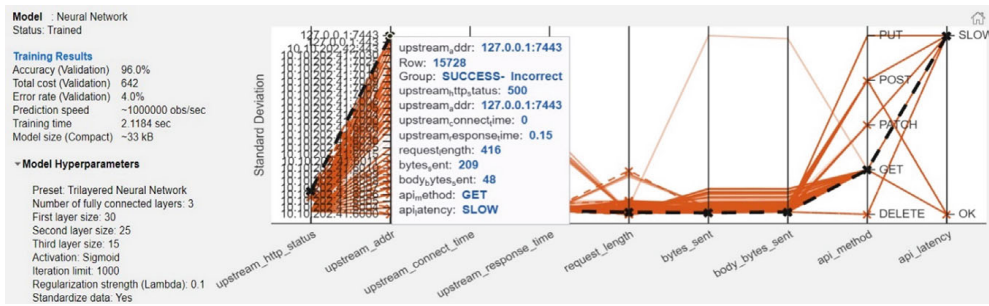 Model : Neural Network
Status: Trained
Training Results
Accuracy (Validation) 96.0%
Total cost (Validation) 642
Error rate (Validation) 4.0%
Prediction speed ~1000000 obs/sec
Training time 2.1184 sec
Model size (Compact) ~33 kB
Model Hyperparameters
Preset: Trilayered Neural Network
Number of fully connected layers: 3
First layer size: 30
Second layer size: 25
Third layer size: 15
Activation: Sigmoid
Iteration limit: 1000
Regularization strength (Lambda): 0.1
Standardize data: Yes
Standard Deviation
127.0.0.1:7443
upstream_addr: 127.0.0.1:7443
Row: 15728
Group: SUCCESS- Incorrect
upstream_http_status: 500
upstream_addr: 127.0.0.1:7443
upstream_connect_time: 0
upstream_response_time: 0.15
request_length: 416
bytes_sent: 209
body_bytes_sent: 48
api_method: GET
api_latency: SLOW
PUT
POST
PATCH
GET
DELETE
SLOW
OK
upstream_http_status
upstream_addr
upstream_connect_time
upstream_response_time
request_length
bytes_sent
body_bytes_sent
api_method
api_latency